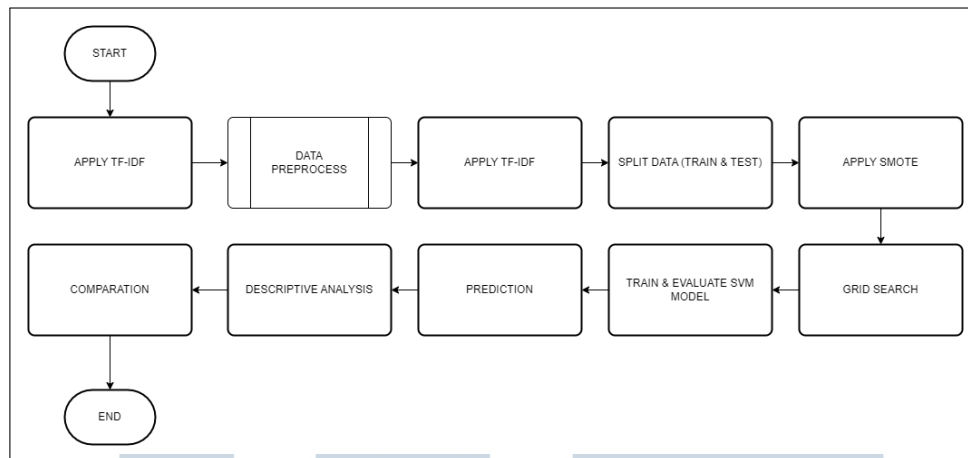 START
APPLY TF-IDF
DATA
PREPROCESS
APPLY TF-IDF
SPLIT DATA (TRAIN & TEST)
APPLY SMOTE
COMPARATION
DESCRIPTIVE ANALYSIS
PREDICTION
TRAIN & EVALUATE SVM
MODEL
GRID SEARCH
END